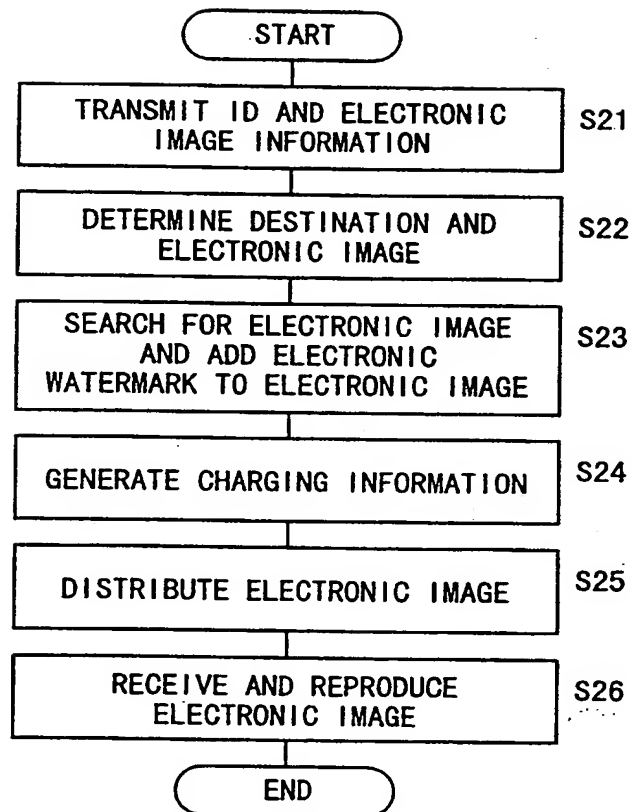 START
TRANSMIT ID AND ELECTRONIC
IMAGE INFORMATION
S21
DETERMINE DESTINATION AND
ELECTRONIC IMAGE
S22
SEARCH FOR ELECTRONIC IMAGE
AND ADD ELECTRONIC
WATERMARK TO ELECTRONIC IMAGE
S23
GENERATE CHARGING INFORMATION
S24
DISTRIBUTE ELECTRONIC IMAGE
S25
RECEIVE AND REPRODUCE
ELECTRONIC IMAGE
S26
END